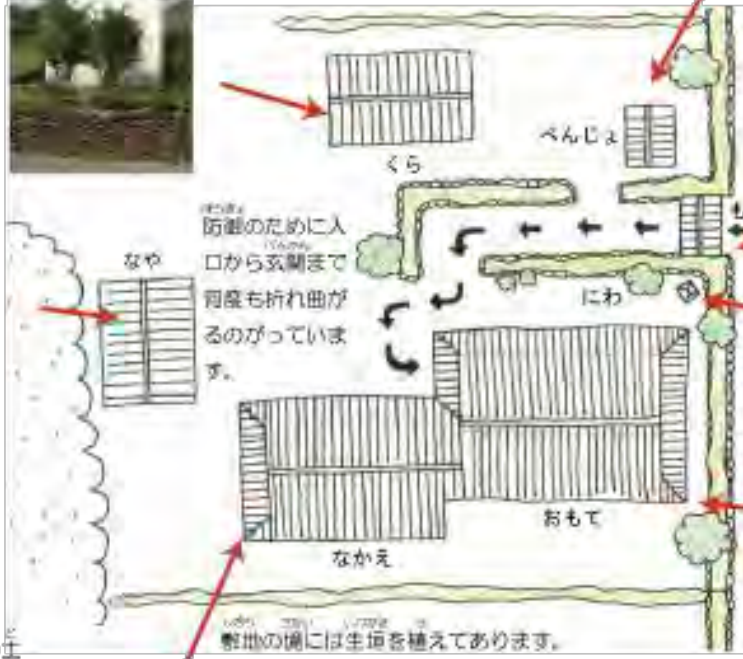 べんじょ
くら
防御のために入
口から玄関まで
何度も折れ曲が
るのがっていま
す。
なや
にわ
おもて
なかえ
敷地の境には生垣を植えてあります。